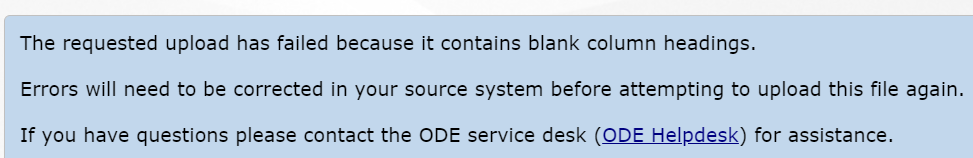 The requested upload has failed because it contains blank column headings.
Errors will need to be corrected in your source system before attempting to upload this file again.
If you have questions please contact the ODE service desk (ODE Helpdesk) for assistance.